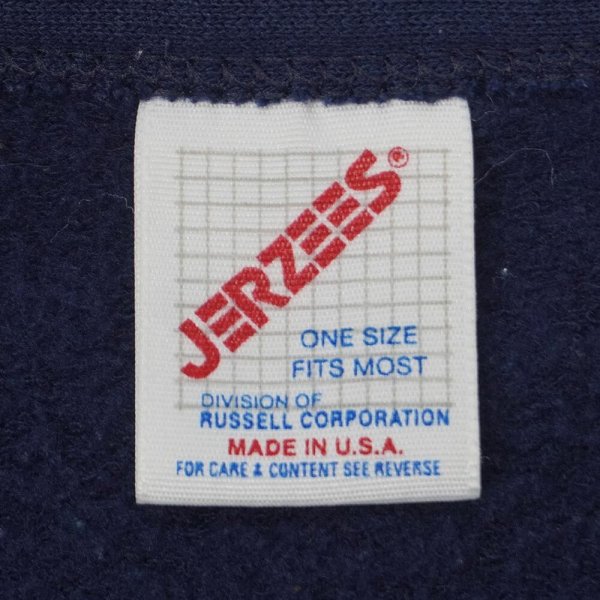 JERZEES®
ONE SIZE
FITS MOST
DIVISION OF
RUSSELL CORPORATION
MADE IN U.S.A.
FOR CARE & CONTENT SEE REVERSE